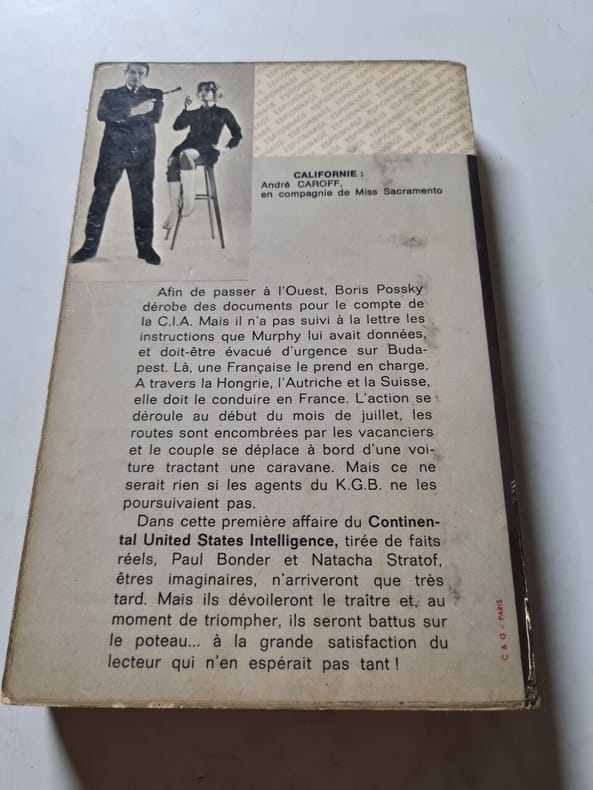 ESPIONNAGE ESPIONNAGE ESPIONNAGE
CALIFORNIE :
André CAROFF,
en compagnie de Miss Sacramento
Afin de passer à l'Ouest, Boris Possky
dérobe des documents pour le compte de
la C.I.A. Mais il n'a pas suivi à la lettre les
instructions que Murphy lui avait données,
et doit-être évacué d'urgence sur Buda-
pest. Là, une Française le prend en charge.
A travers la Hongrie, l'Autriche et la Suisse,
elle doit le conduire en France. L'action se
déroule au début du mois de juillet, les
routes sont encombrées par les vacanciers
et le couple se déplace à bord d'une voi-
ture tractant une caravane. Mais ce ne
serait rien si les agents du K.G.B. ne les
poursuivaient pas.
Dans cette première affaire du Continen-
tal United States Intelligence, tirée de faits
réels, Paul Bonder et Natacha Stratof,
êtres imaginaires, n'arriveront que très
tard. Mais ils dévoileront le traître et, au
moment de triompher, ils seront battus sur
le poteau... à la grande satisfaction du
lecteur qui n'en espérait pas tant !
C & G - PARIS